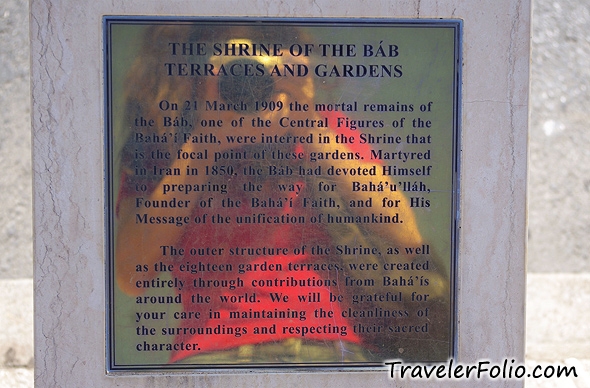 THE SHRINE OF THE BÁB
TERRACES AND GARDENS
On 21 March 1909 the mortal remains of
the Báb, one of the Central Figures of the
Bahá’í Faith, were interred in the Shrine that
is the focal point of these gardens. Martyred
in Iran in 1850, the Báb had devoted Himself
to preparing the way for Bahá’u’lláh,
Founder of the Bahá’í Faith, and for His
Message of the unification of humankind.
The outer structure of the Shrine, as well
as the eighteen garden terraces, were created
entirely through contributions from Bahá’ís
around the world. We will be grateful for
your care in maintaining the cleanliness of
the surroundings and respecting their sacred
character.
TravelerFolio.com